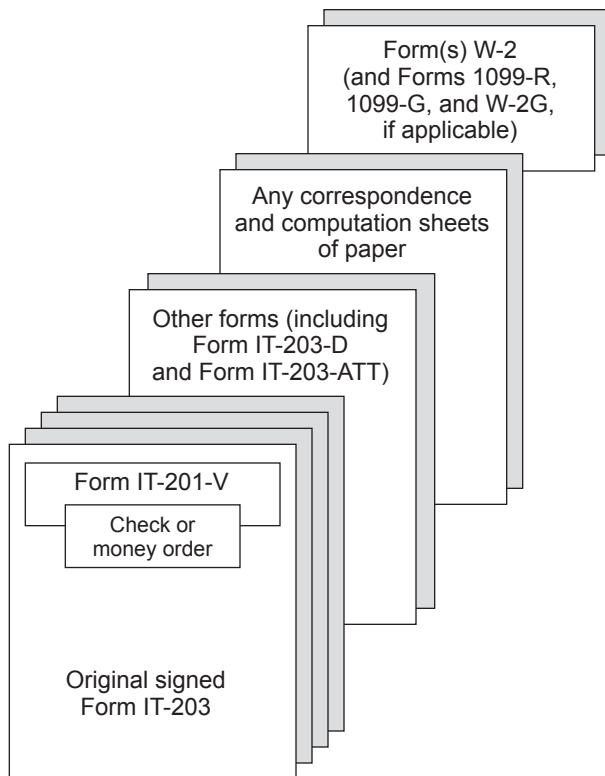 Form(s) W-2
(and Forms 1099-R,
1099-G, and W-2G,
if applicable)
Any correspondence
and computation sheets
of paper
Other forms (including
Form IT-203-D
and Form IT-203-ATT)
Form IT-201-V
Check or
money order
Original signed
Form IT-203